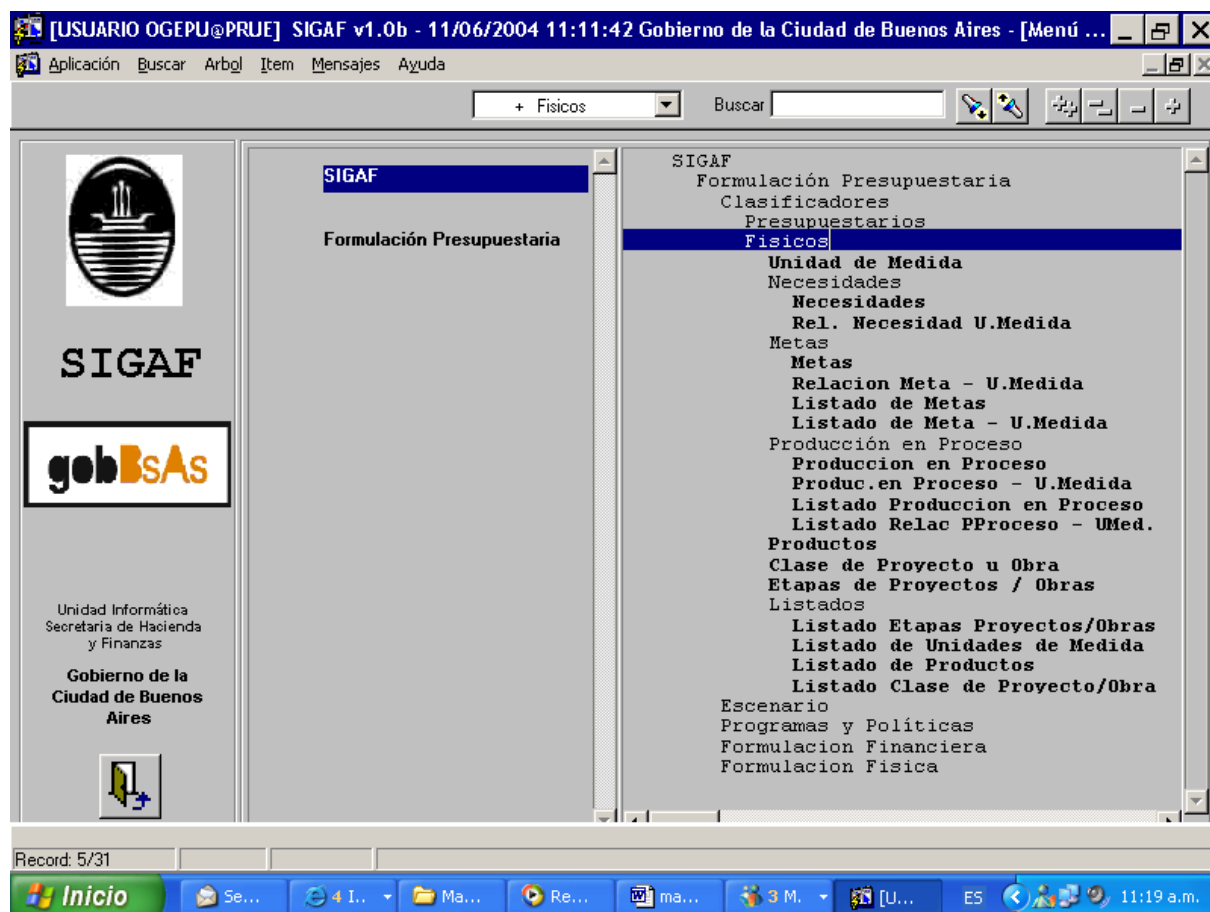 [USUARIO OGEPU@PRUE] SIGAF v1.0b - 11/06/2004 11:11:42 Gobierno de la Ciudad de Buenos Aires - [Menú ...
Aplicación Buscar Arbol Item Mensajes Ayuda
+ Fisicos Buscar
SIGAF
gobBsAs
Unidad Informática
Secretaria de Hacienda
y Finanzas
Gobierno de la
Ciudad de Buenos
Aires
SIGAF
Formulación Presupuestaria
SIGAF
Formulación Presupuestaria
Clasificadores
Presupuestarios
Fisicos
Unidad de Medida
Necesidades
Necesidades
Rel. Necesidad U.Medida
Metas
Metas
Relacion Meta - U.Medida
Listado de Metas
Listado de Meta - U.Medida
Producción en Proceso
Produccion en Proceso
Produc.en Proceso - U.Medida
Listado Produccion en Proceso
Listado Relac PProceso - UMed.
Productos
Clase de Proyecto u Obra
Etapas de Proyectos / Obras
Listados
Listado Etapas Proyectos/Obras
Listado de Unidades de Medida
Listado de Productos
Listado Clase de Proyecto/Obra
Escenario
Programas y Políticas
Formulacion Financiera
Formulacion Fisica
Record: 5/31
Inicio Se... 4 I.. Ma... Re... ma... 3 M. [U... ES 11:19 a.m.